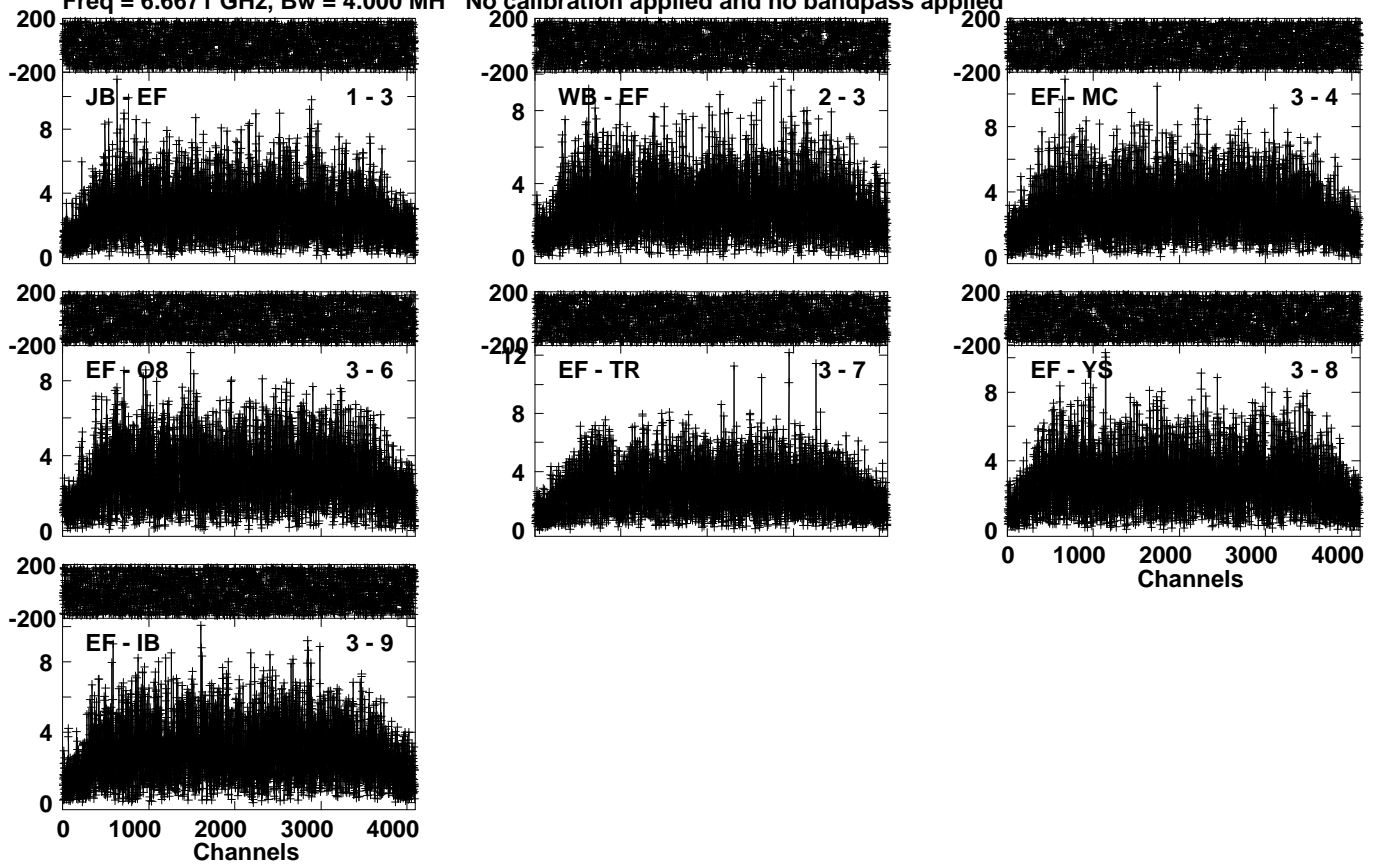 Freq = 6.6671 GHz, Bw = 4.000 MH No calibration applied and no bandpass applied
200 200 200
-200 -200 -200
JB - EF 1 - 3 WB - EF 2 - 3 EF - MC 3 - 4
8 8 8
4 4 4
0 0 0
200 200 200
-200 -200 -200
12
EF - O8 3 - 6 EF - TR 3 - 7 EF - YS 3 - 8
8 8 8
4 4 4
0 0 0
0 1000 2000 3000 4000
Channels
200
-200
EF - IB 3 - 9
8
4
0
0 1000 2000 3000 4000
Channels